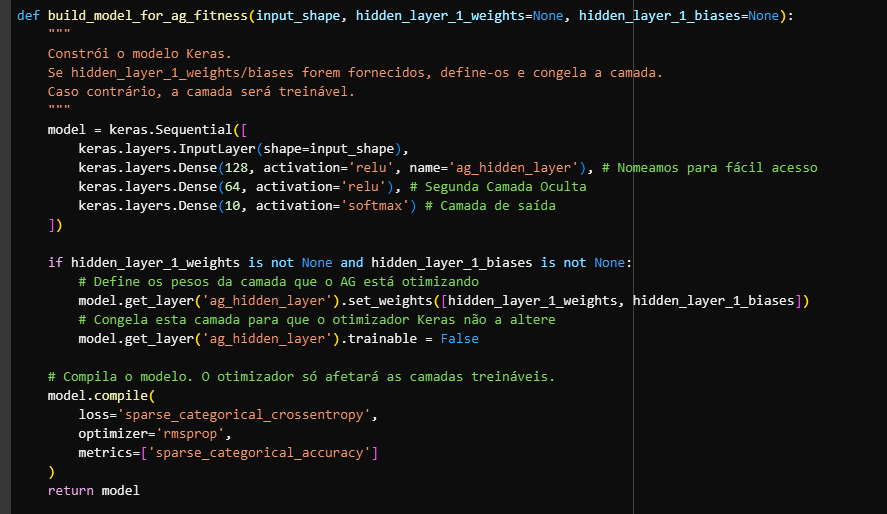 def build_model_for_ag_fitness(input_shape, hidden_layer_1_weights=None, hidden_layer_1_biases=None):
    """
    Constrói o modelo Keras.
    Se hidden_layer_1_weights/biases forem fornecidos, define-os e congela a camada.
    Caso contrário, a camada será treinável.
    """
    model = keras.Sequential([
        keras.layers.InputLayer(shape=input_shape),
        keras.layers.Dense(128, activation='relu', name='ag_hidden_layer'), # Nomeamos para fácil acesso
        keras.layers.Dense(64, activation='relu'), # Segunda Camada Oculta
        keras.layers.Dense(10, activation='softmax') # Camada de saída
    ])

    if hidden_layer_1_weights is not None and hidden_layer_1_biases is not None:
        # Define os pesos da camada que o AG está otimizando
        model.get_layer('ag_hidden_layer').set_weights([hidden_layer_1_weights, hidden_layer_1_biases])
        # Congela esta camada para que o otimizador Keras não a altere
        model.get_layer('ag_hidden_layer').trainable = False

    # Compila o modelo. O otimizador só afetará as camadas treináveis.
    model.compile(
        loss='sparse_categorical_crossentropy',
        optimizer='rmsprop',
        metrics=['sparse_categorical_accuracy']
    )
    return model